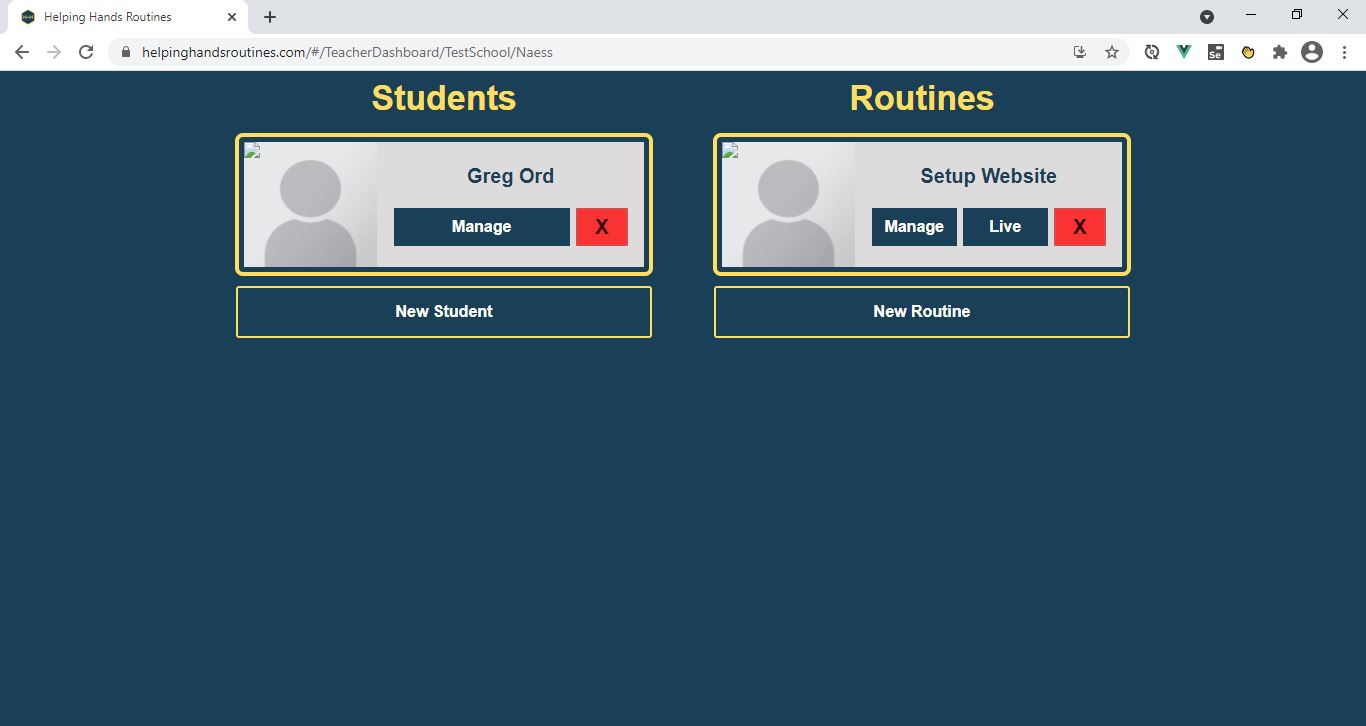 Helping Hands Routines
helpinghandsroutines.com/#/TeacherDashboard/TestSchool/Naess
Se
Students
Greg Ord
Manage X
New Student
Routines
Setup Website
Manage Live X
New Routine